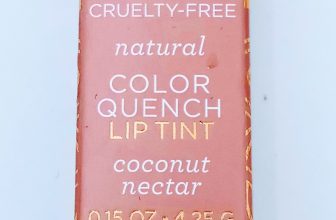 CRUELTY-FREE
natural
COLOR
QUENCH
LIP TINT
coconut
nectar
0.15 OZ • 4.25 G